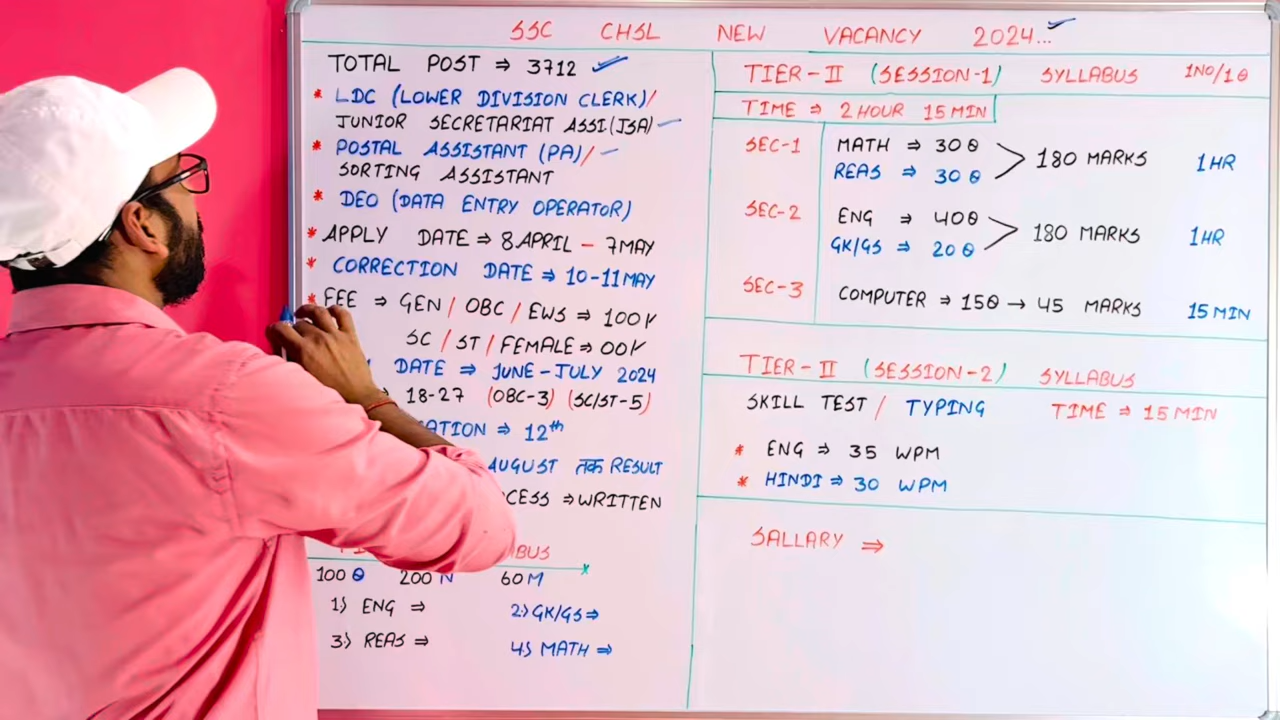 SSC CHSL NEW VACANCY 2024...
TOTAL POST ⇒ 3712
* LDC (LOWER DIVISION CLERK)/
JUNIOR SECRETARIAT ASSI(JSA)
* POSTAL ASSISTANT (PA)/
SORTING ASSISTANT
* DEO (DATA ENTRY OPERATOR)
* APPLY DATE ⇒ 8 APRIL - 7 MAY
* CORRECTION DATE ⇒ 10-11 MAY
* FEE ⇒ GEN / OBC / EWS ⇒ 100/
SC / ST / FEMALE ⇒ 00/
DATE ⇒ JUNE-JULY 2024
18-27 (OBC-3) (SC/ST-5)
⇒ 12th
AUGUST तक RESULT
⇒ WRITTEN
100 Q 200 60 M
1) ENG ⇒ 2) GK/GS ⇒
3) REAS ⇒ 4) MATH ⇒
TIER-II (SESSION-1) SYLLABUS 1NO/1Q
TIME ⇒ 2 HOUR 15 MIN
SEC-1 MATH ⇒ 30 Q
REAS ⇒ 30 Q 180 MARKS 1HR
SEC-2 ENG ⇒ 40 Q
GK/GS ⇒ 20 Q 180 MARKS 1HR
SEC-3 COMPUTER ⇒ 15Q → 45 MARKS 15 MIN
TIER-II (SESSION-2) SYLLABUS
SKILL TEST / TYPING TIME ⇒ 15 MIN
* ENG ⇒ 35 WPM
* HINDI ⇒ 30 WPM
SALLARY ⇒